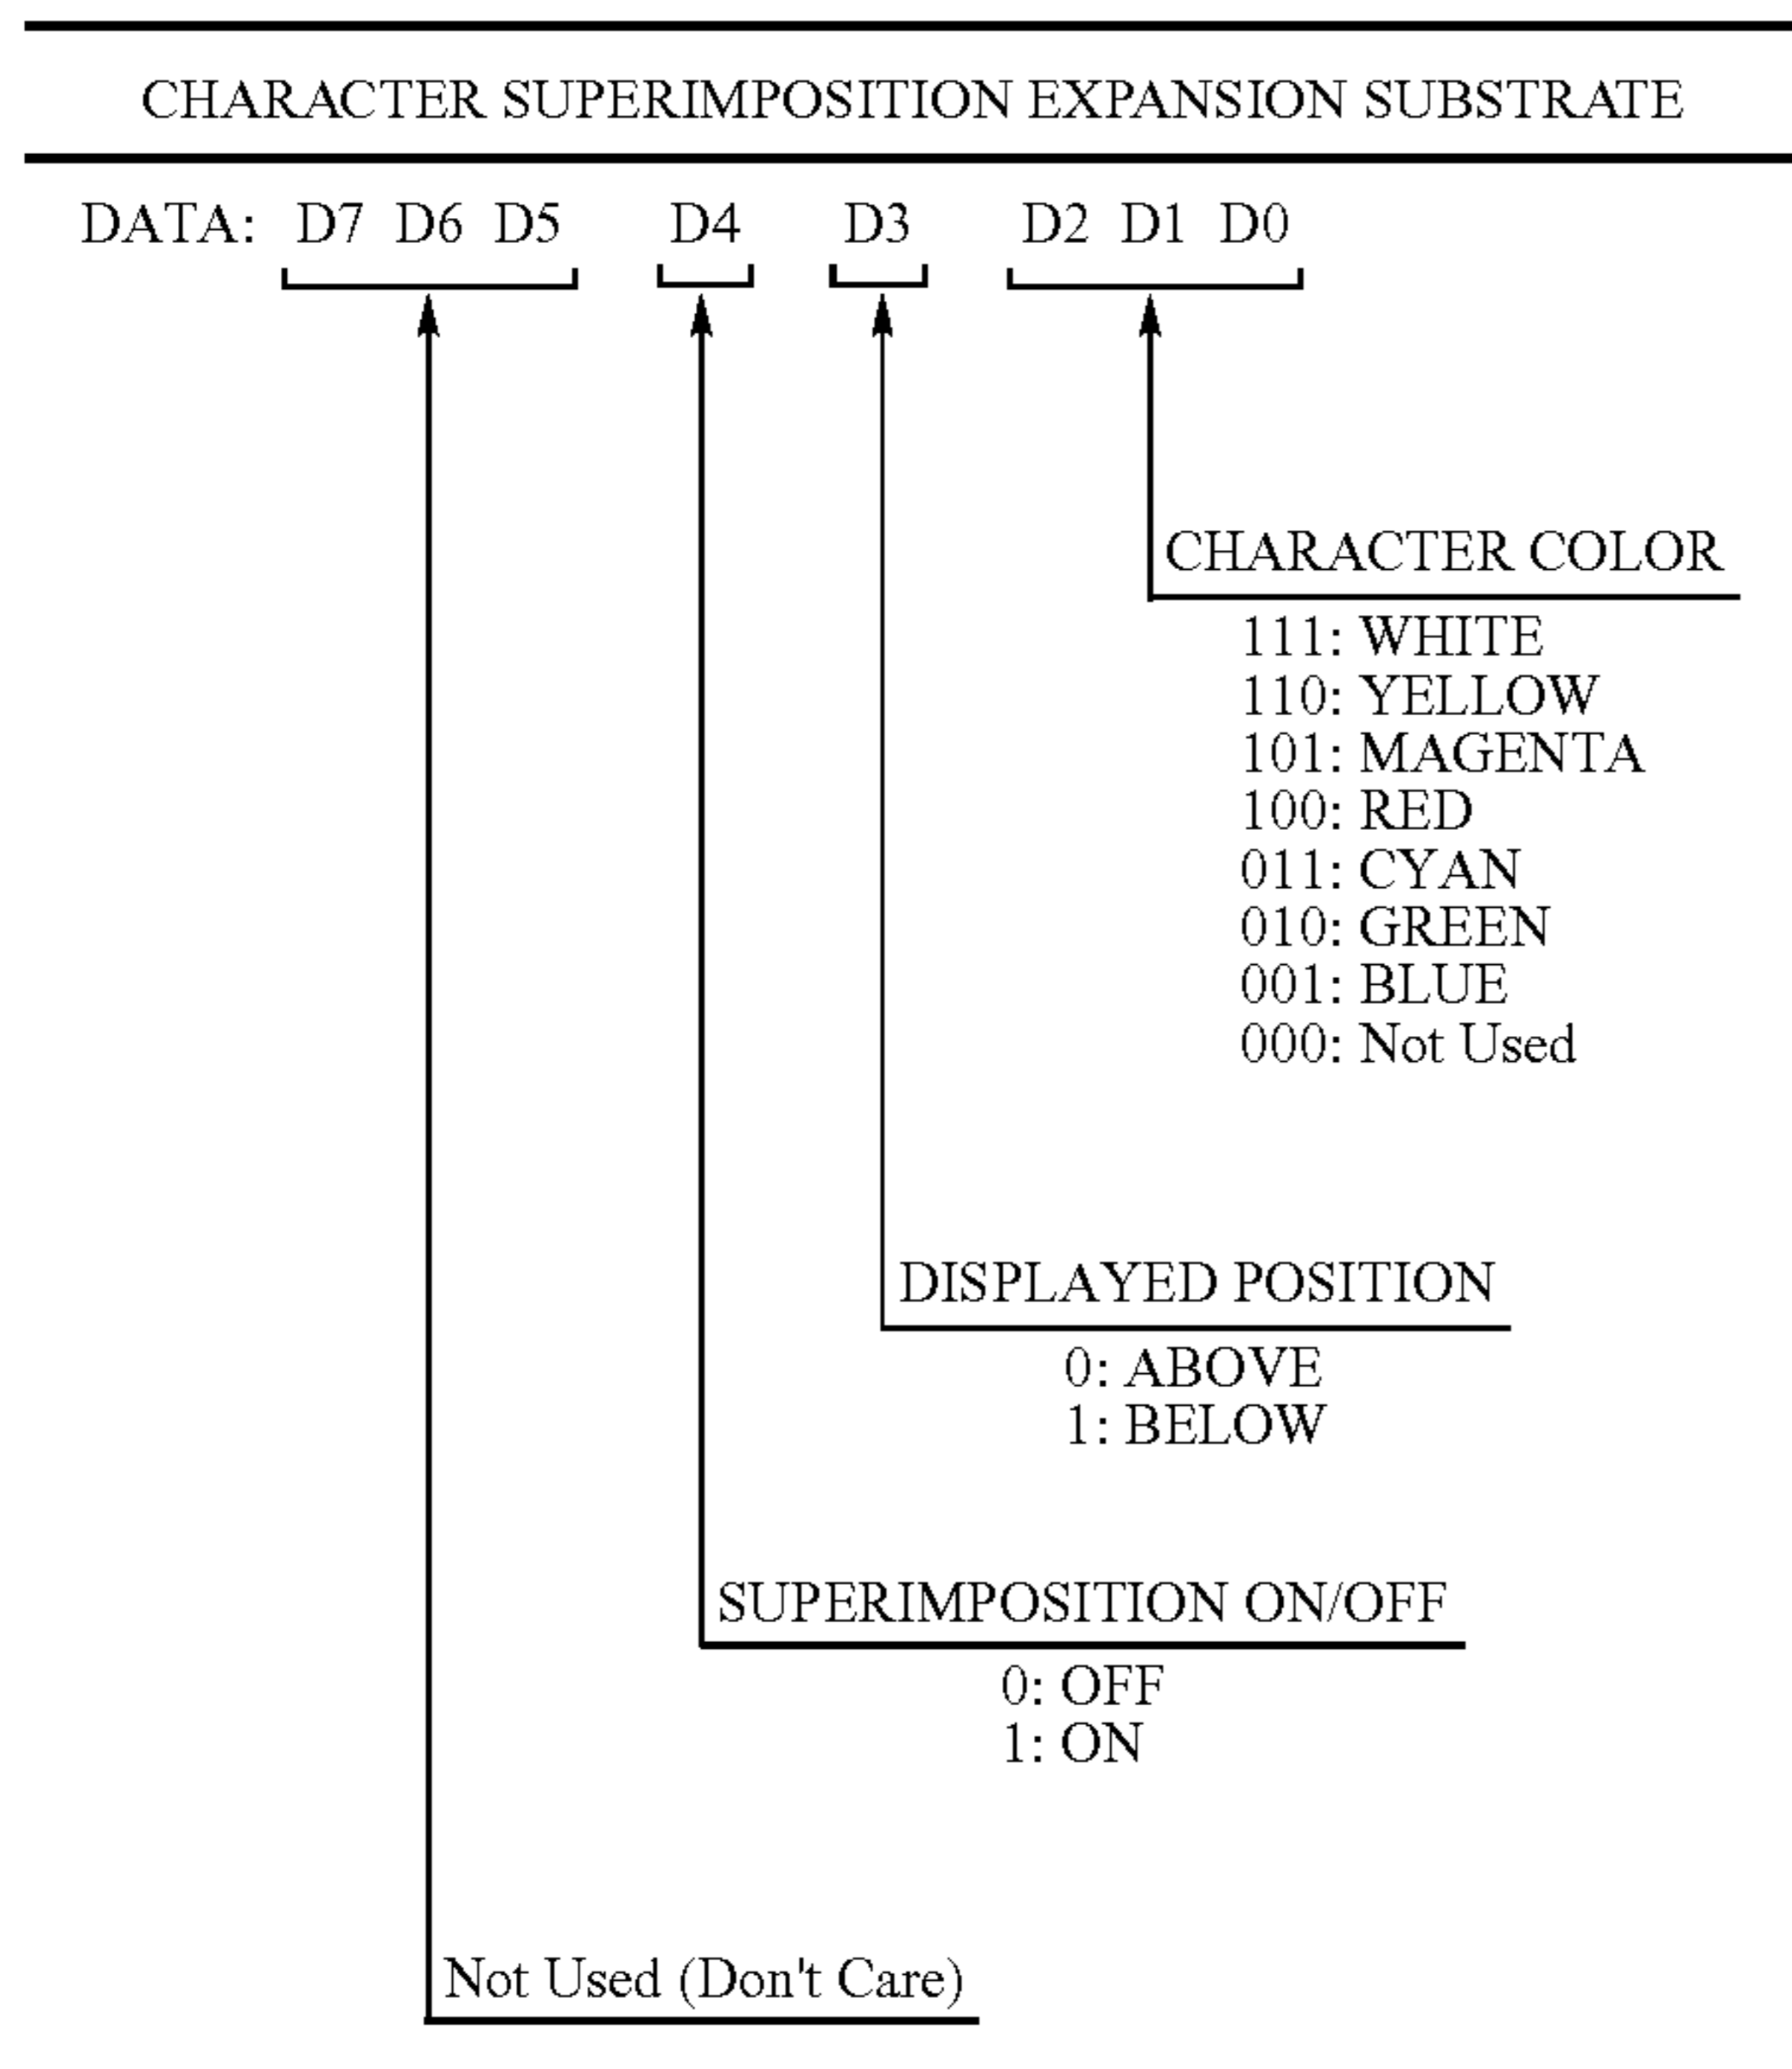 CHARACTER SUPERIMPOSITION EXPANSION SUBSTRATE
DATA: D7 D6 D5 D4 D3 D2 D1 D0
CHARACTER COLOR
111: WHITE
110: YELLOW
101: MAGENTA
100: RED
011: CYAN
010: GREEN
001: BLUE
000: Not Used
DISPLAYED POSITION
0: ABOVE
1: BELOW
SUPERIMPOSITION ON/OFF
0: OFF
1: ON
Not Used (Don't Care)